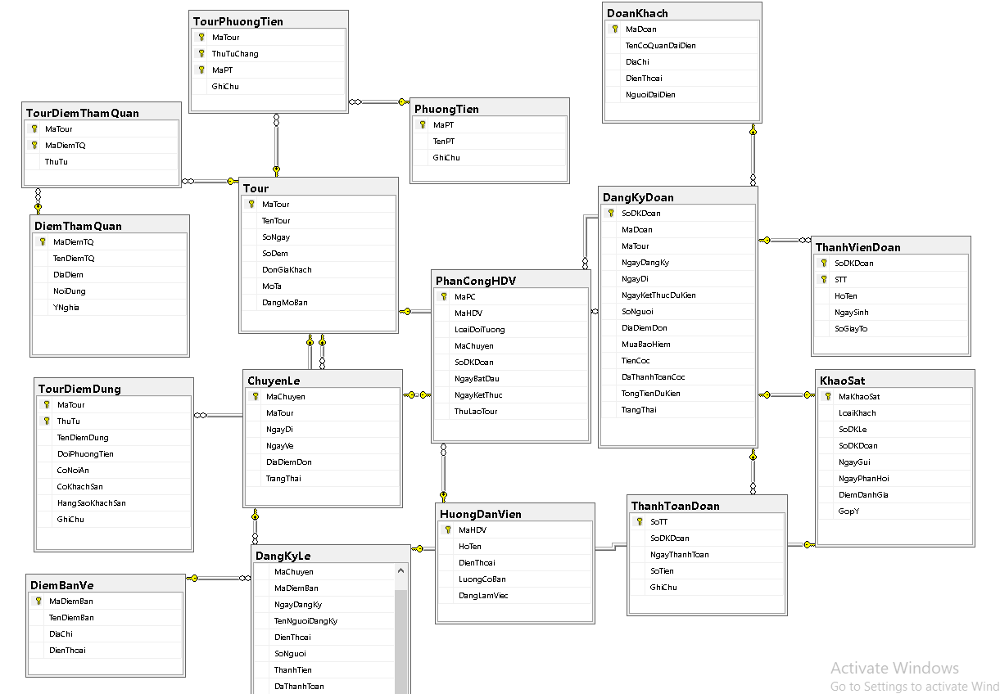 TourPhuongTien
MaTour
ThuTuChang
MaPT
GhiChu
DoanKhach
MaDoan
TenCoQuanDaiDien
DiaChi
DienThoai
NguoiDaiDien
TourDiemThamQuan
MaTour
MaDiemTQ
ThuTu
PhuongTien
MaPT
TenPT
GhiChu
Tour
MaTour
TenTour
SoNgay
SoDem
DonGiaKhach
MoTa
DangMoBan
DangKyDoan
SoDKDoan
MaDoan
MaTour
NgayDangKy
NgayDi
NgayKetThucDuKien
SoNguoi
DiaDiemDon
MuaBaoHiem
TienCoc
DaThanhToanCoc
TongTienDuKien
TrangThai
DiemThamQuan
MaDiemTQ
TenDiemTQ
DiaDiem
NoiDung
YNghia
ThanhVienDoan
SoDKDoan
STT
HoTen
NgaySinh
SoGiayTo
PhanCongHDV
MaPC
MaHDV
LoaiDoiTuong
MaChuyen
SoDKDoan
NgayBatDau
NgayKetThuc
ThuLaoTour
TourDiemDung
MaTour
ThuTu
TenDiemDung
DoiPhuongTien
CoNoiAn
CoKhachSan
HangSaoKhachSan
GhiChu
ChuyenLe
MaChuyen
MaTour
NgayDi
NgayVe
DiaDiemDon
TrangThai
KhaoSat
MaKhaoSat
LoaiKhach
SoDKLe
SoDKDoan
NgayGui
NgayPhanHoi
DiemDanhGia
GopY
HuongDanVien
MaHDV
HoTen
DienThoai
LuongCoBan
DangLamViec
ThanhToanDoan
SoTT
SoDKDoan
NgayThanhToan
SoTien
GhiChu
DangKyLe
MaChuyen
MaDiemBan
NgayDangKy
TenNguoiDangKy
DienThoai
SoNguoi
ThanhTien
DaThanhToan
DiemBanVe
MaDiemBan
TenDiemBan
DiaChi
DienThoai
Activate Windows
Go to Settings to activate Wind